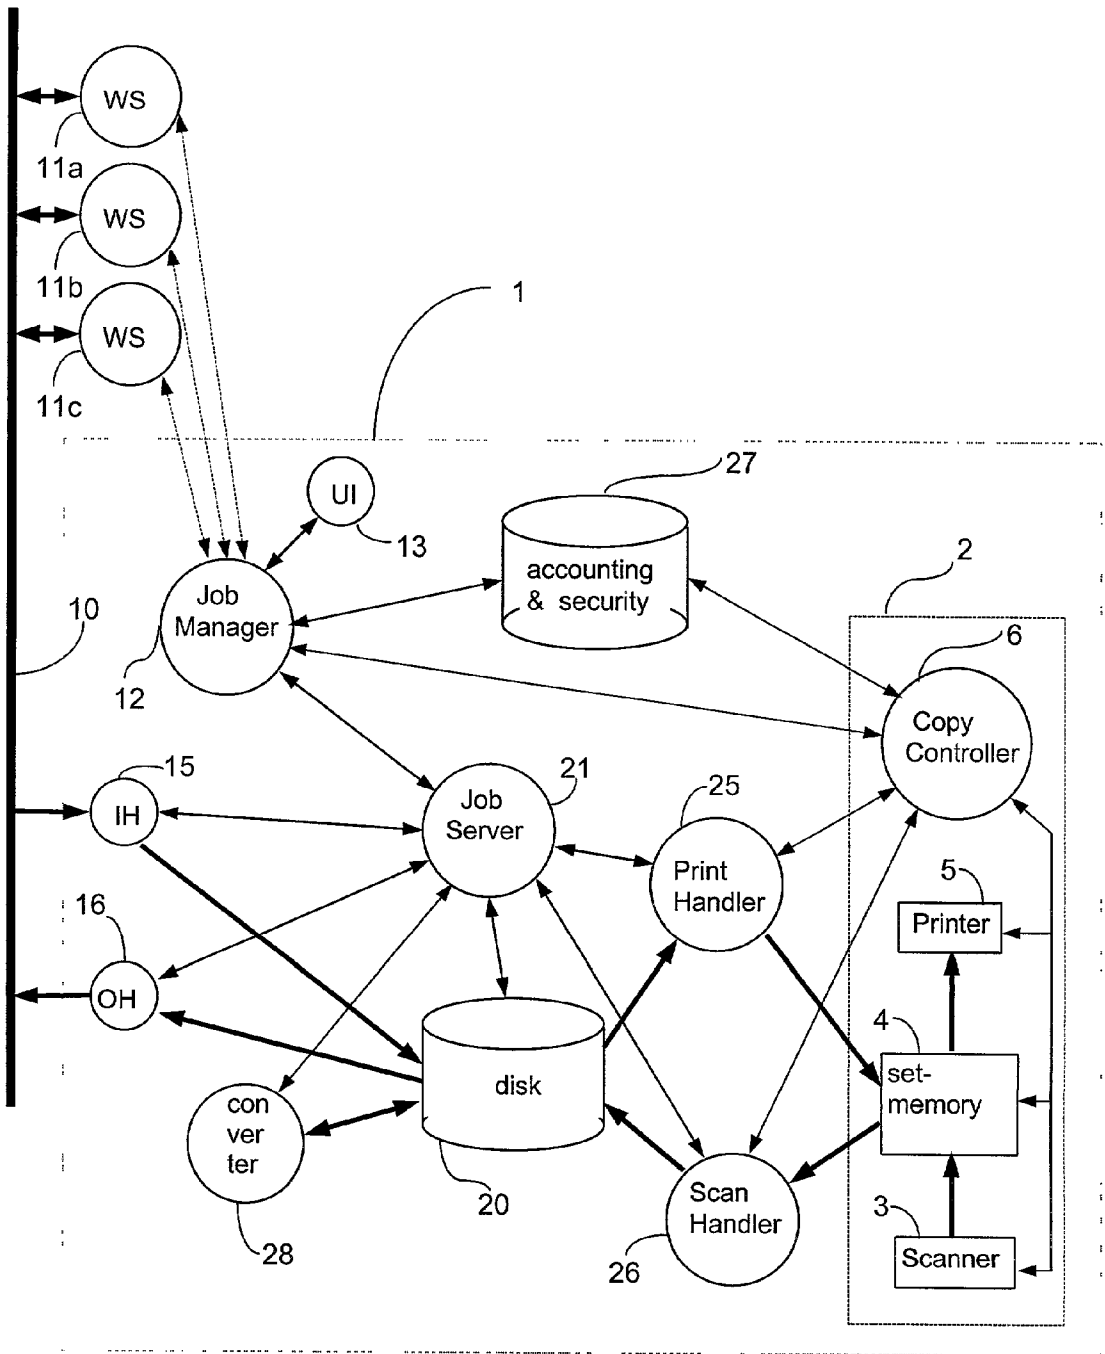 WS
11a
WS
11b
WS
11c
1
UI
13
27
accounting
& security
2
Job
Manager
10
12
6
Copy
Controller
15
IH
21
Job
Server
25
Print
Handler
5
Printer
16
OH
4
set-
memory
disk
20
con
ver
ter
28
Scan
Handler
26
3
Scanner